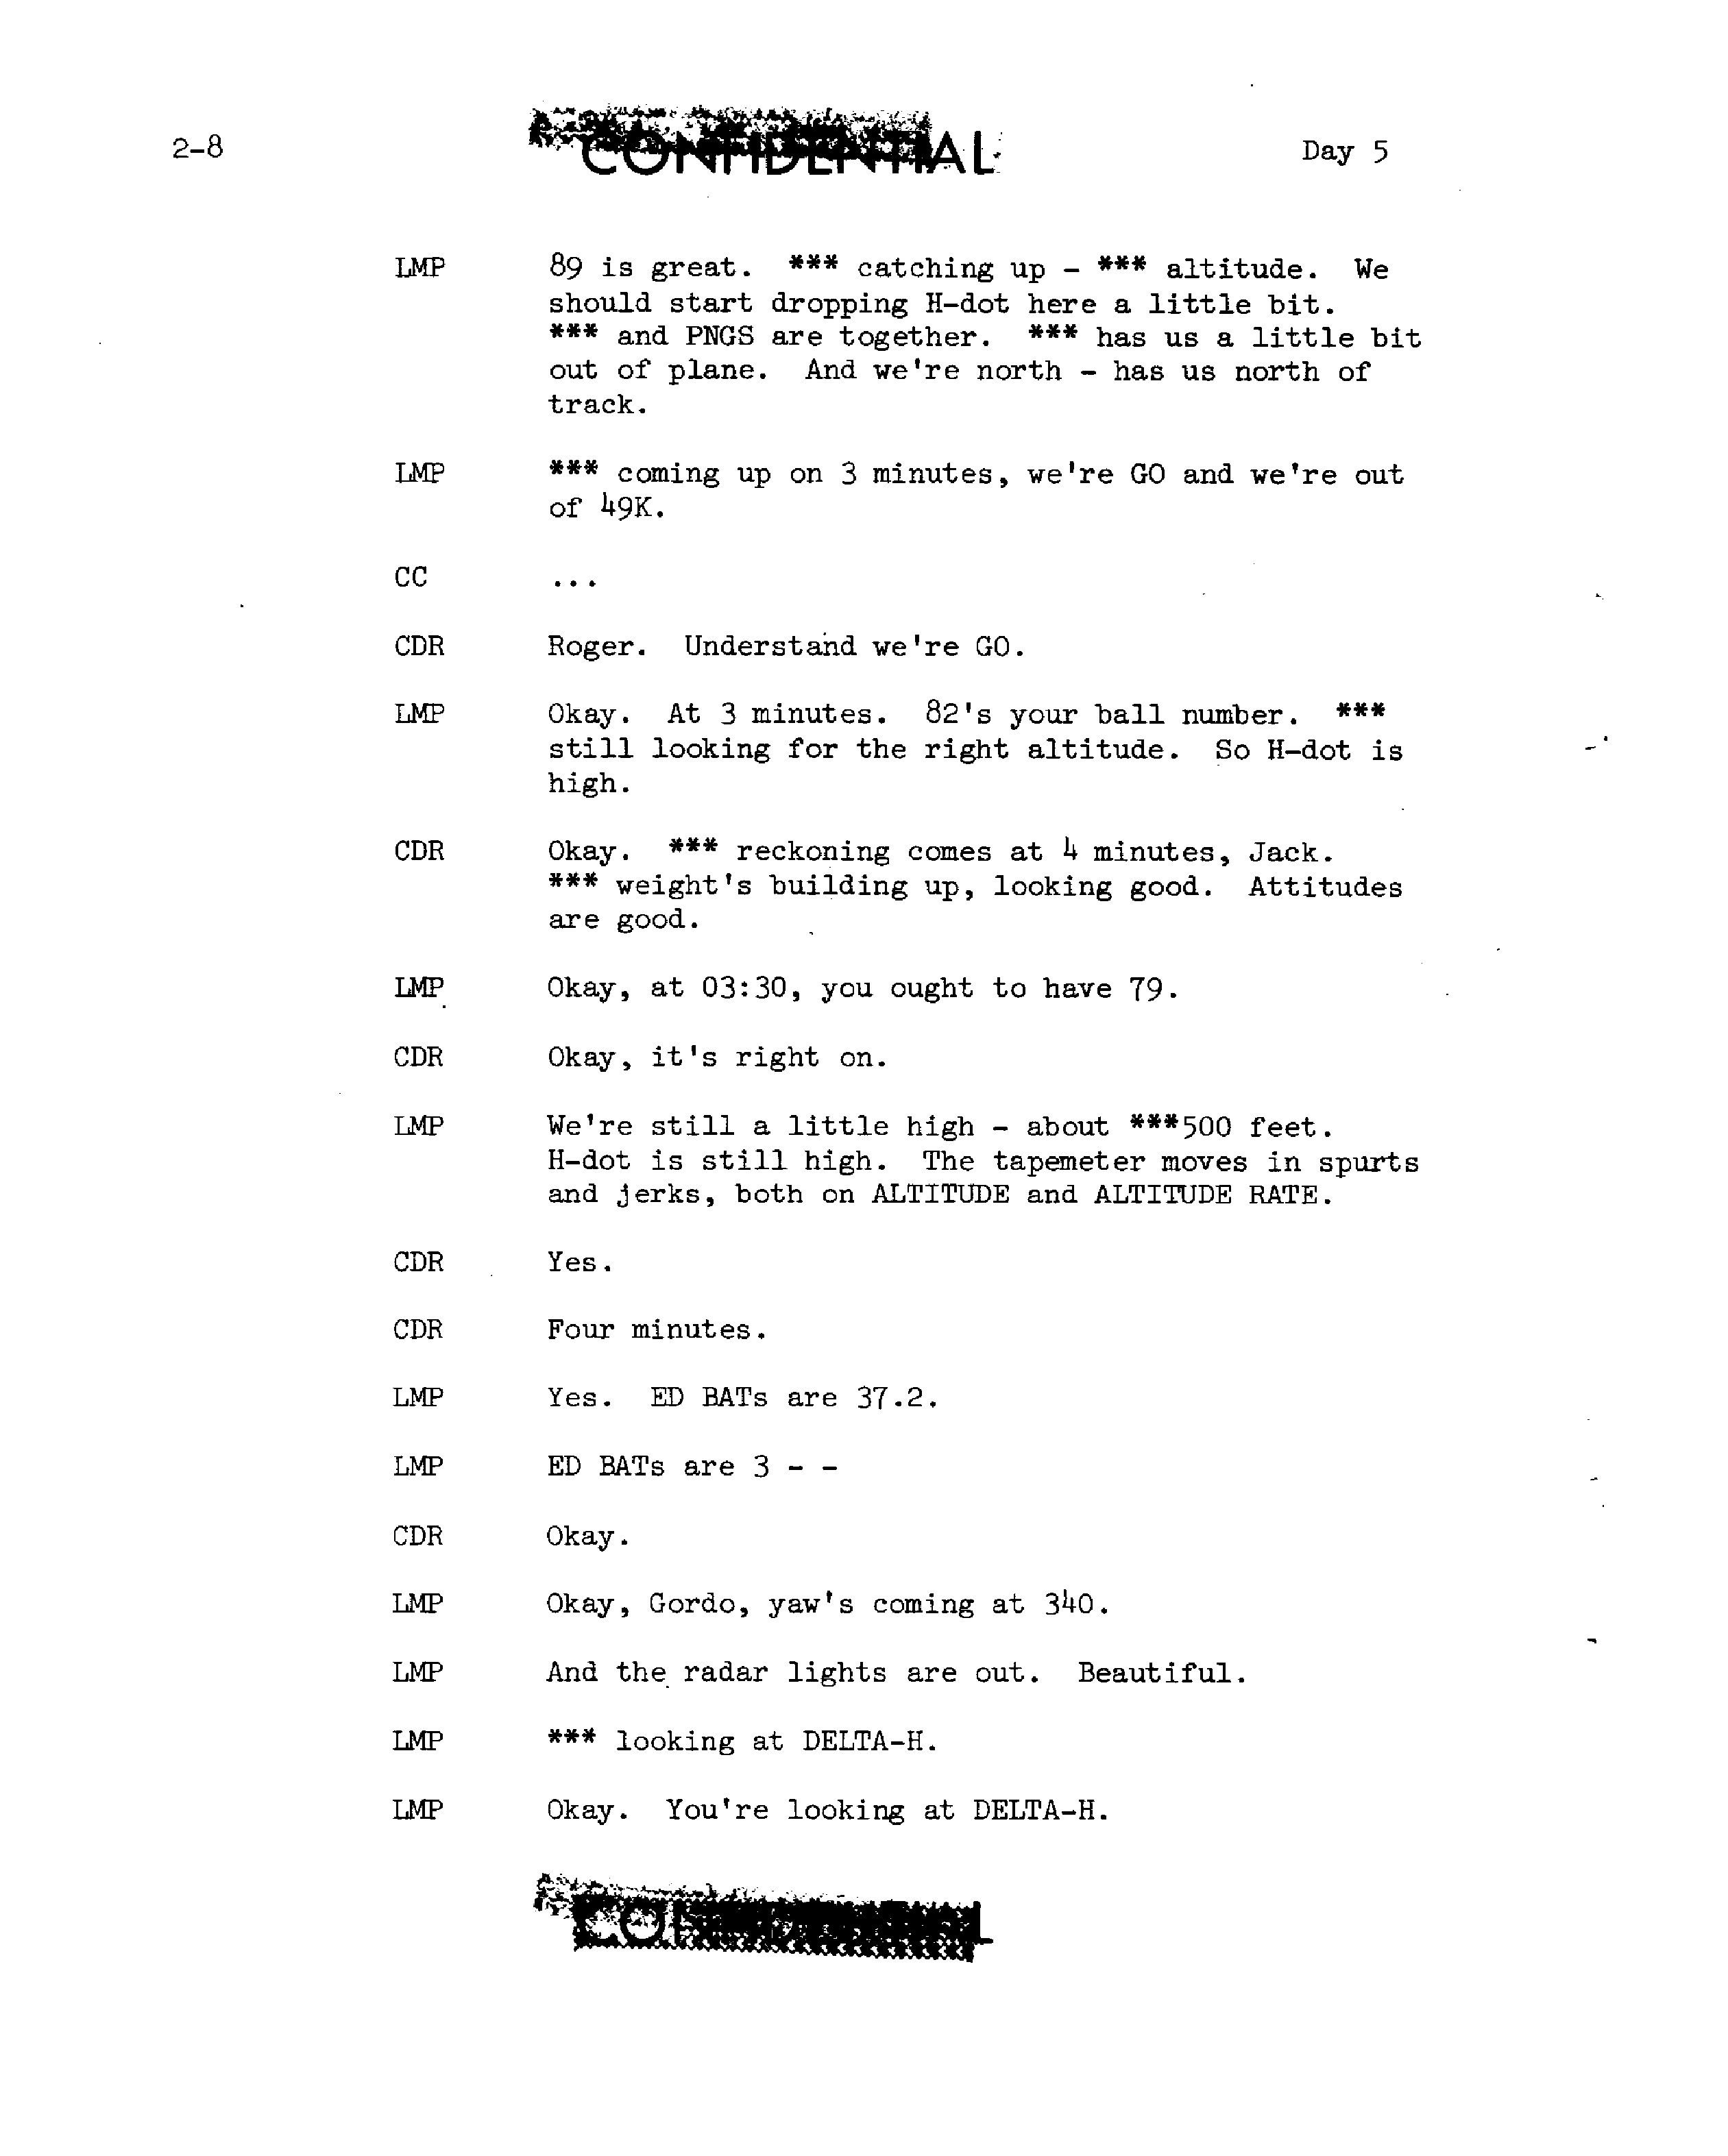 2-8 CONFIDENTIAL Day 5
LMP 89 is great. *** catching up - *** altitude. We
should start dropping H-dot here a little bit.
*** and PNGS are together. *** has us a little bit
out of plane. And we're north - has us north of
track.
LMP *** coming up on 3 minutes, we're GO and we're out
of 49K.
CC ...
CDR Roger. Understand we're GO.
LMP Okay. At 3 minutes. 82's your ball number. ***
still looking for the right altitude. So H-dot is
high.
CDR Okay. *** reckoning comes at 4 minutes, Jack.
*** weight's building up, looking good. Attitudes
are good.
LMP Okay, at 03:30, you ought to have 79.
CDR Okay, it's right on.
LMP We're still a little high - about ***500 feet.
H-dot is still high. The tapemeter moves in spurts
and jerks, both on ALTITUDE and ALTITUDE RATE.
CDR Yes.
CDR Four minutes.
LMP Yes. ED BATs are 37.2.
LMP ED BATs are 3 - -
CDR Okay.
LMP Okay, Gordo, yaw's coming at 340.
LMP And the radar lights are out. Beautiful.
LMP *** looking at DELTA-H.
LMP Okay. You're looking at DELTA-H.
CONFIDENTIAL